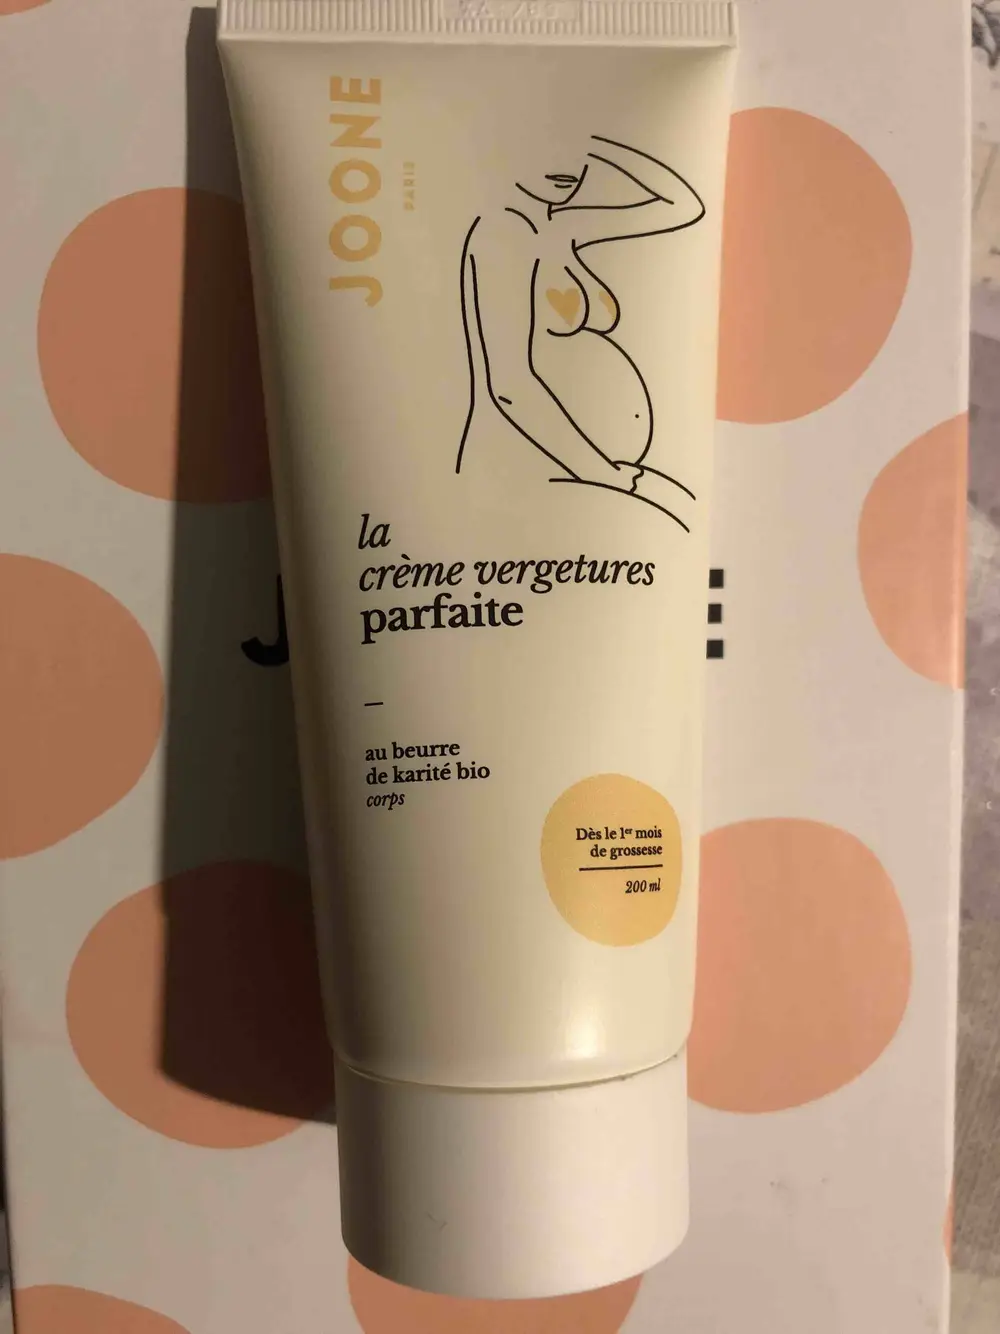 JOONE
PARIS
la
crème vergetures
parfaite
—
au beurre
de karité bio
corps
Dès le 1er mois
de grossesse
200 ml